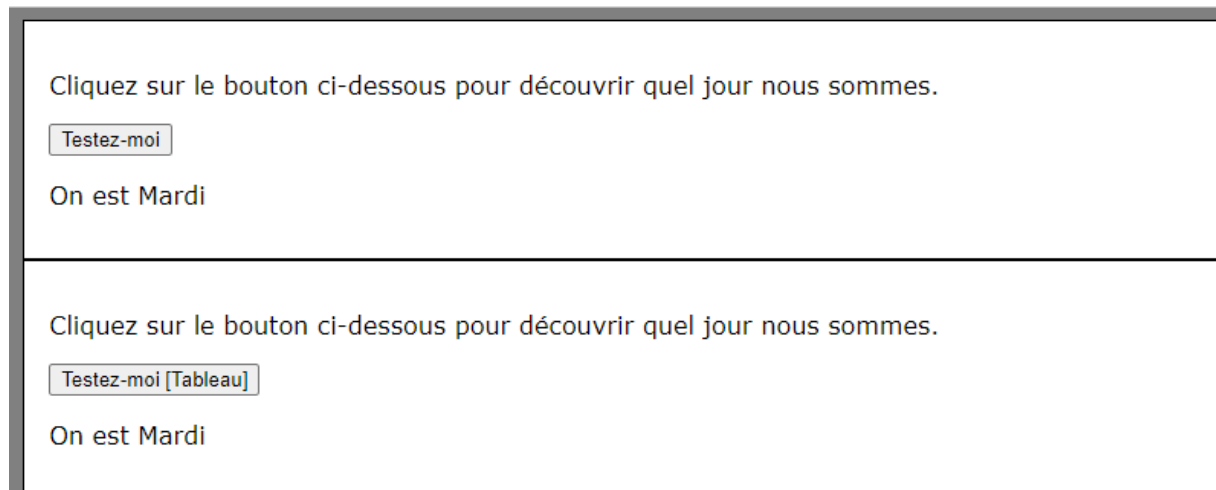 Cliquez sur le bouton ci-dessous pour découvrir quel jour nous sommes.
Testez-moi
On est Mardi
Cliquez sur le bouton ci-dessous pour découvrir quel jour nous sommes.
Testez-moi [Tableau]
On est Mardi